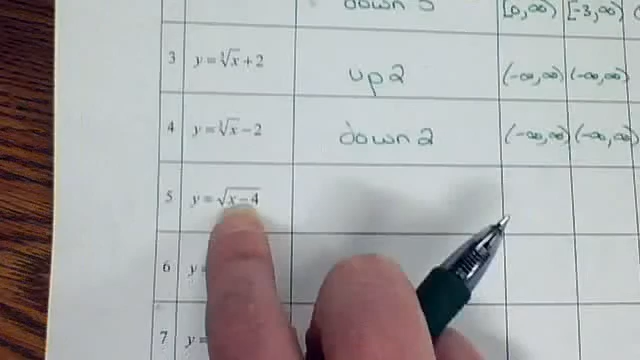 down 3 [0,∞) [-3,∞)
3 y = ∛x + 2 up 2 (-∞,∞) (-∞,∞)
4 y = ∛x - 2 down 2 (-∞,∞) (-∞,∞)
5 y = √(x-4)
6 y =
7 y =